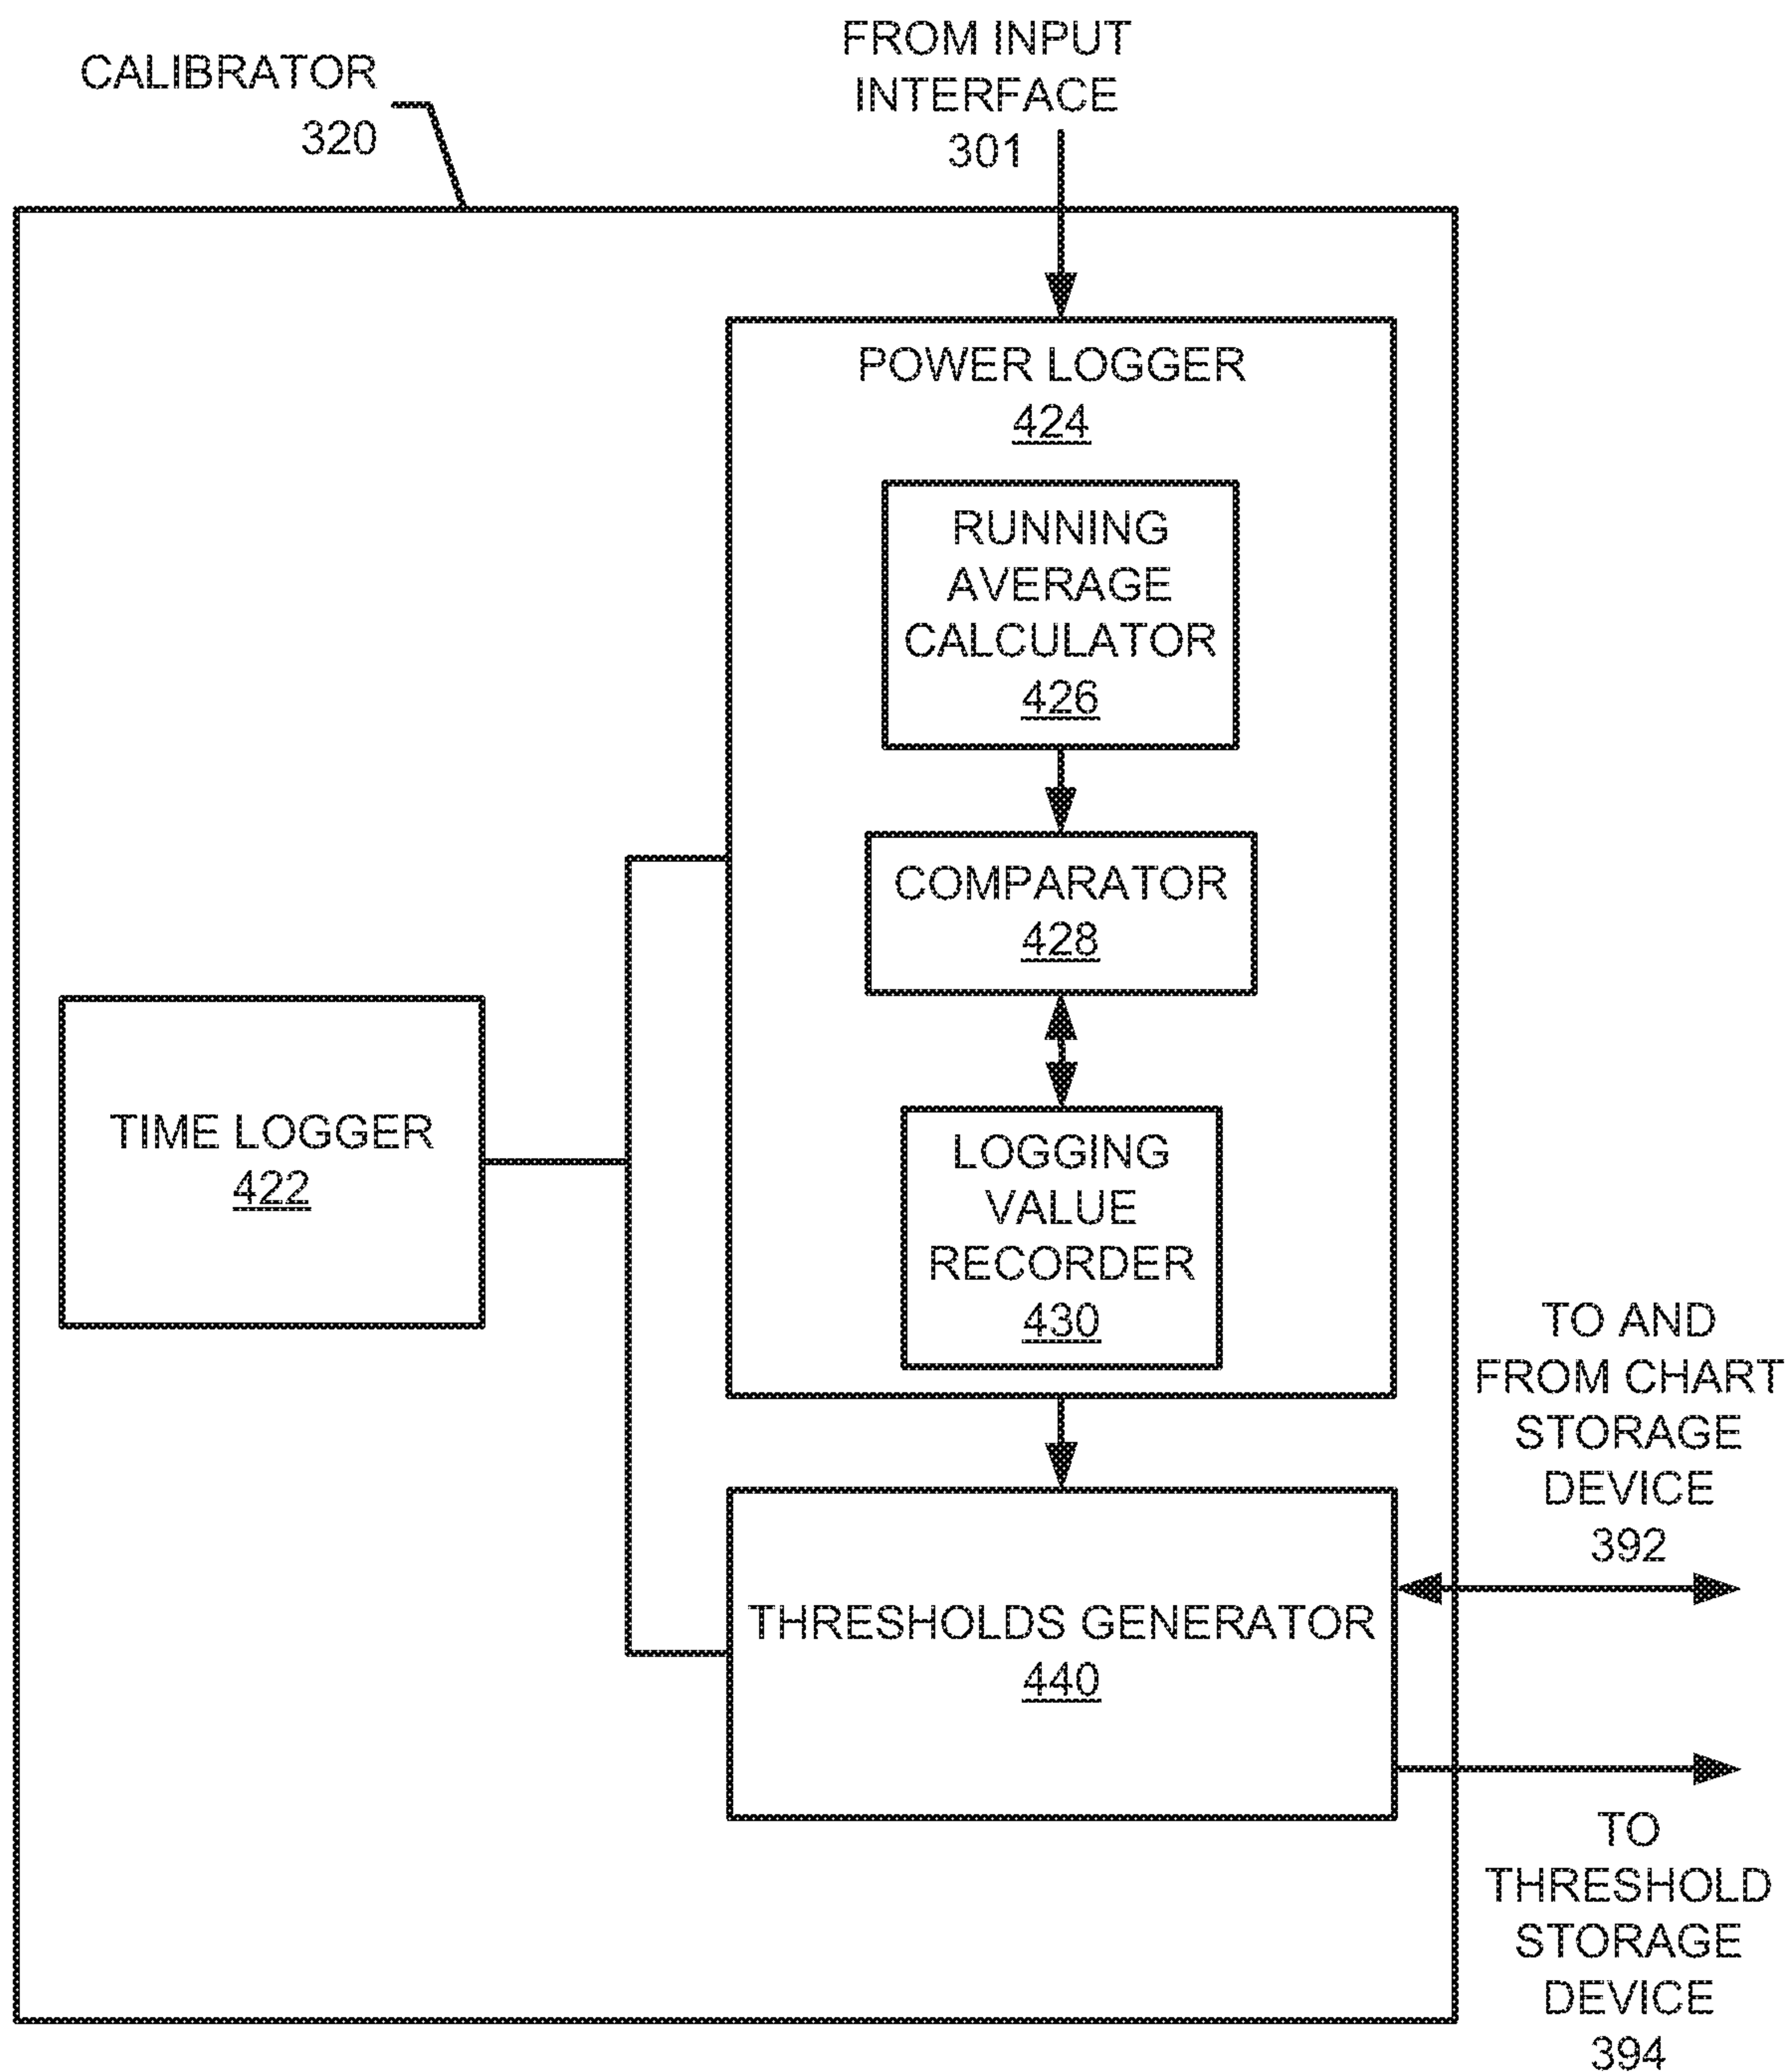 CALIBRATOR
320
FROM INPUT
INTERFACE
301
POWER LOGGER
424
RUNNING
AVERAGE
CALCULATOR
426
COMPARATOR
428
TIME LOGGER
422
LOGGING
VALUE
RECORDER
430
TO AND
FROM CHART
STORAGE
DEVICE
392
THRESHOLDS GENERATOR
440
TO
THRESHOLD
STORAGE
DEVICE
394